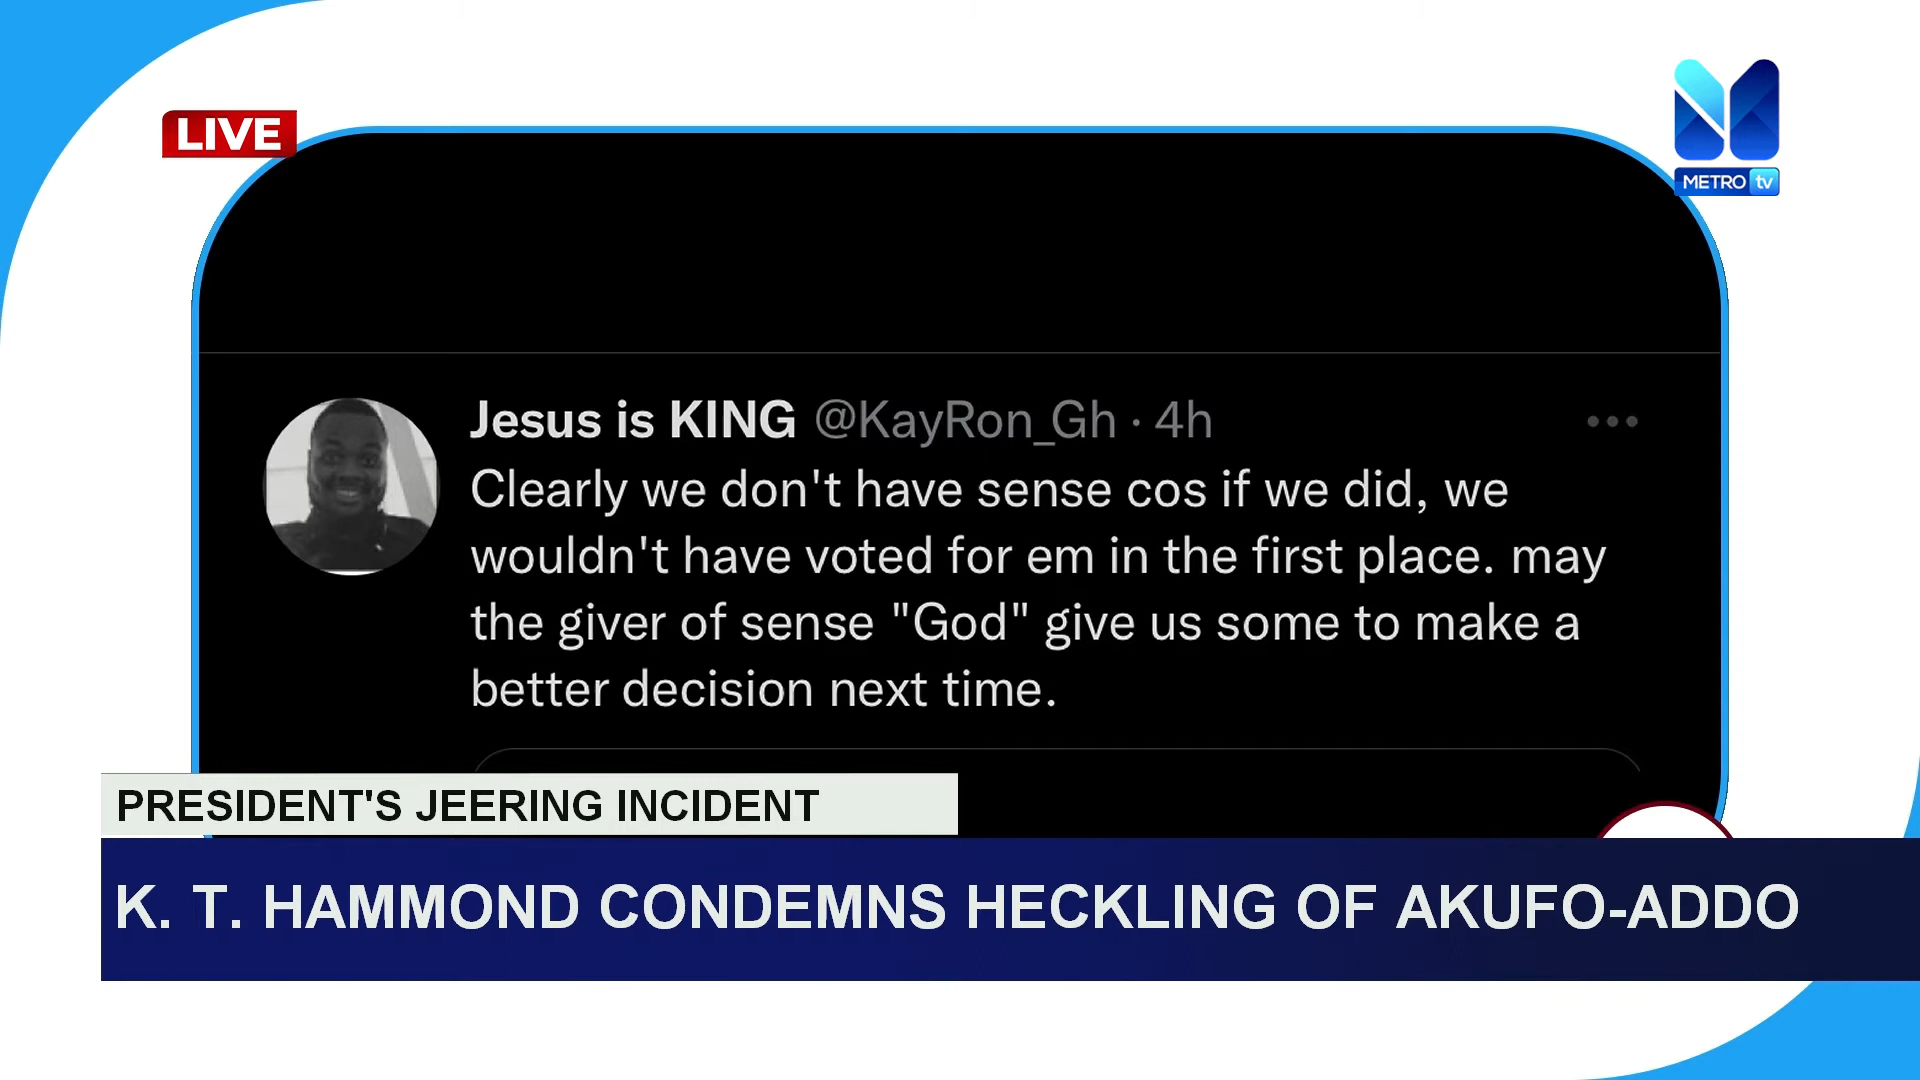 LIVE
METRO tv
Jesus is KING @KayRon_Gh · 4h
Clearly we don't have sense cos if we did, we
wouldn't have voted for em in the first place. may
the giver of sense "God" give us some to make a
better decision next time.
PRESIDENT'S JEERING INCIDENT
K. T. HAMMOND CONDEMNS HECKLING OF AKUFO-ADDO